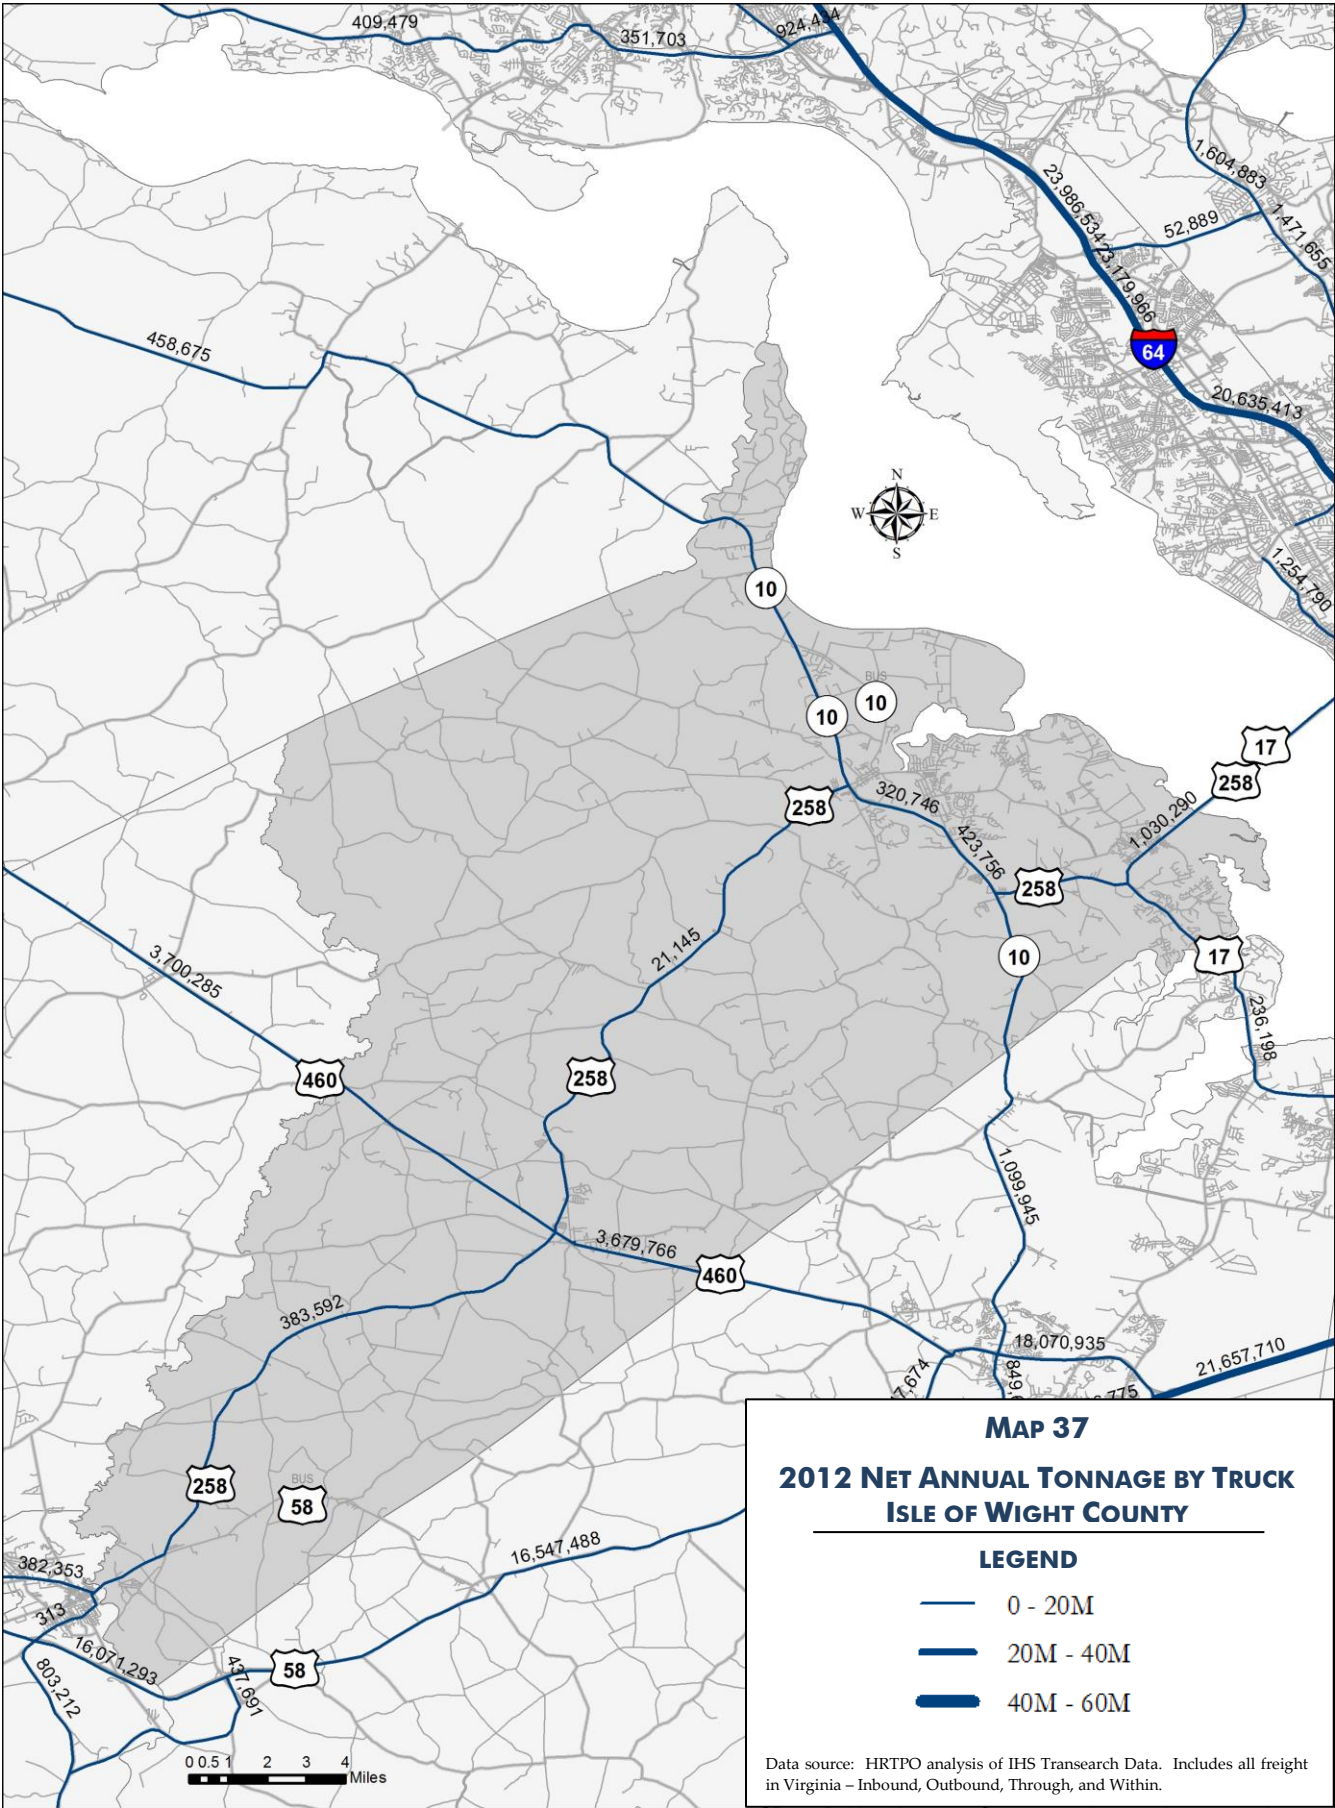 409,479
351,703
924,434
1,604,883
23,986,534
52,889
1,471,655
23,179,966
458,675
64
20,635,413
N
W E
S
1,254,790
10
BUS
10
10
17
258
258
320,746
1,030,290
423,756
258
21,145
10
17
3,700,285
236,198
460
258
1,099,945
3,679,766
460
383,592
18,070,935
21,657,710
7,674
849,6
,775
258
BUS
58
16,547,488
382,353
313
16,071,293
437,691
58
803,212
0 0.5 1 2 3 4
Miles
MAP 37
2012 NET ANNUAL TONNAGE BY TRUCK
ISLE OF WIGHT COUNTY
LEGEND
0 - 20M
20M - 40M
40M - 60M
Data source: HRTPO analysis of IHS Transearch Data. Includes all freight
in Virginia – Inbound, Outbound, Through, and Within.